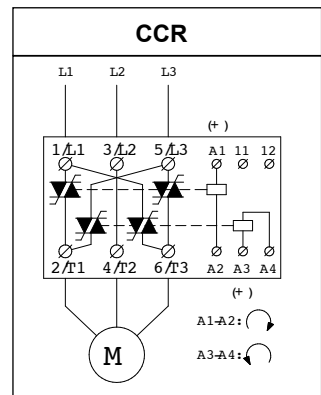 CCR
L1 L2 L3
(+)
1/L1 3/L2 5/L3 A1 11 12
2/T1 4/T2 6/T3 A2 A3 A4
(+)
M
A1-A2:
A3-A4: